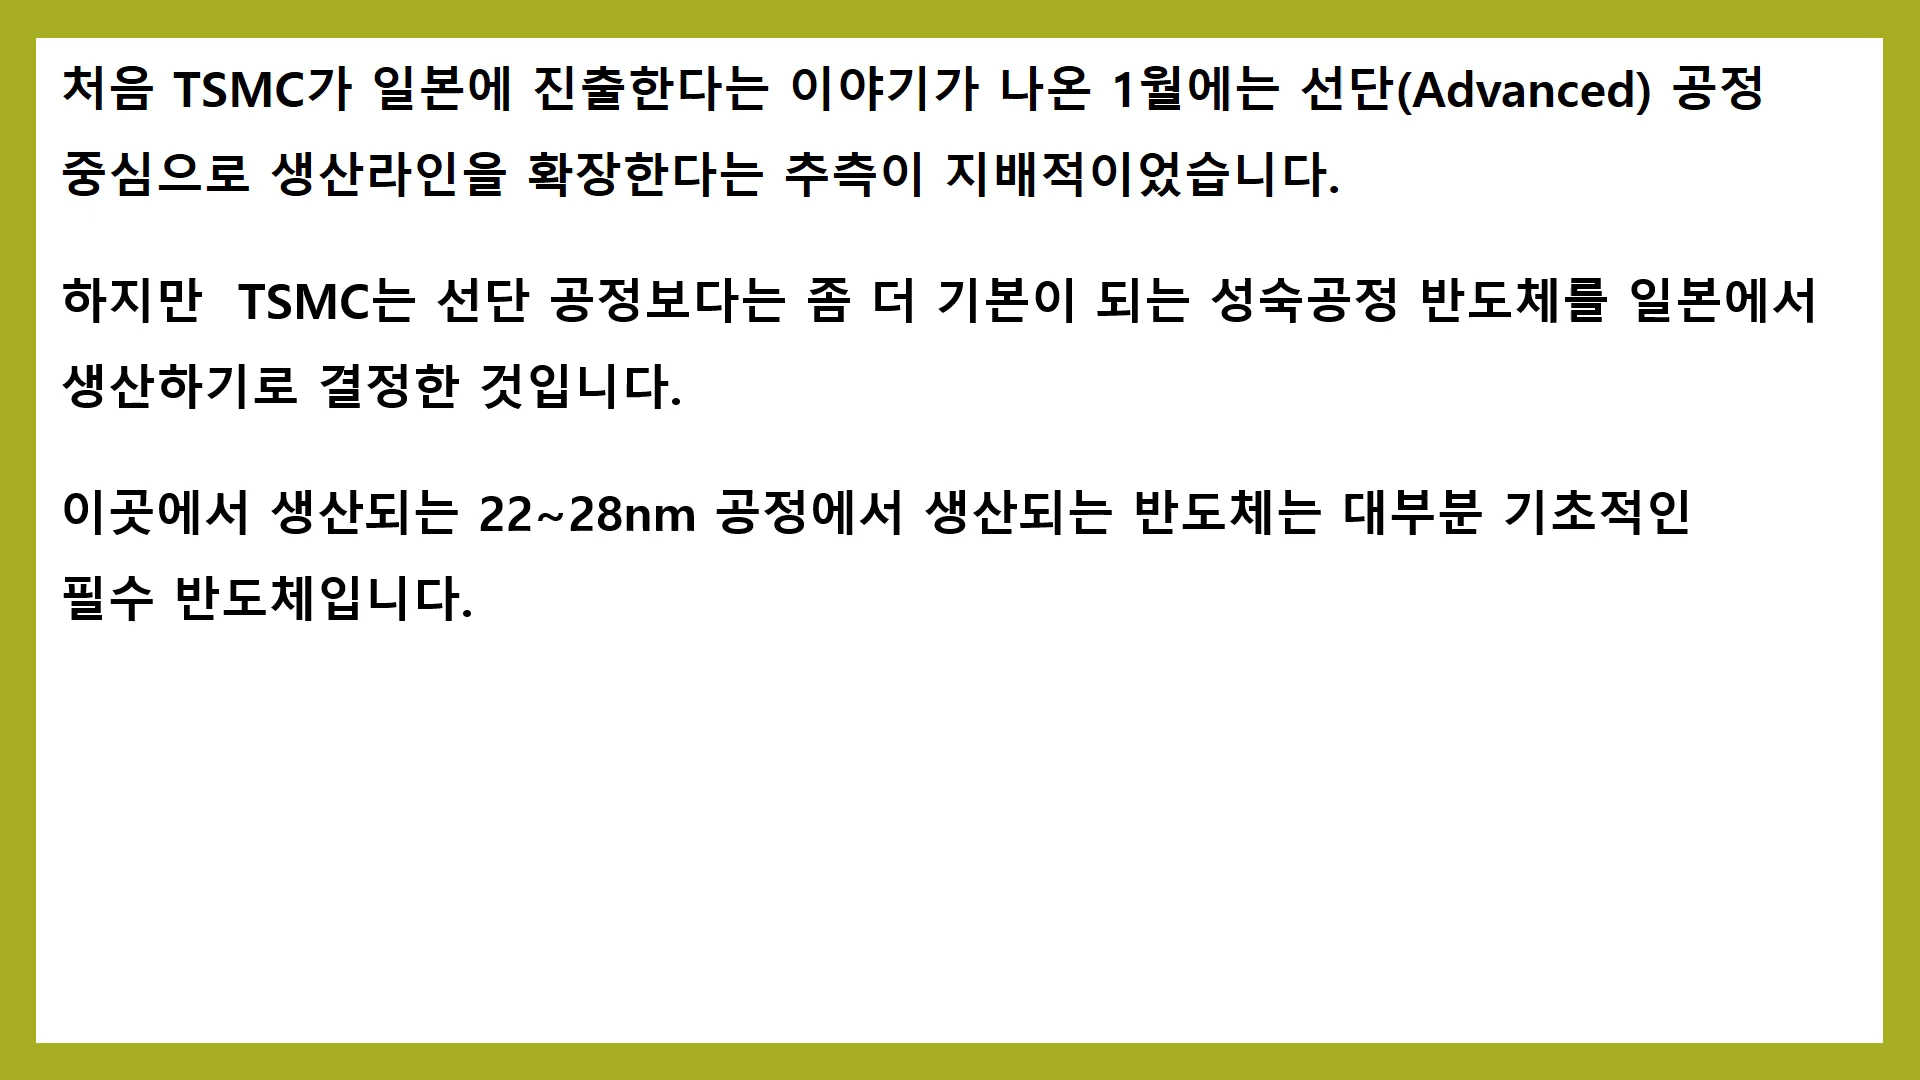 처음 TSMC가 일본에 진출한다는 이야기가 나온 1월에는 선단(Advanced) 공정
중심으로 생산라인을 확장한다는 추측이 지배적이었습니다.
하지만  TSMC는 선단 공정보다는 좀 더 기본이 되는 성숙공정 반도체를 일본에서
생산하기로 결정한 것입니다.
이곳에서 생산되는 22~28nm 공정에서 생산되는 반도체는 대부분 기초적인
필수 반도체입니다.